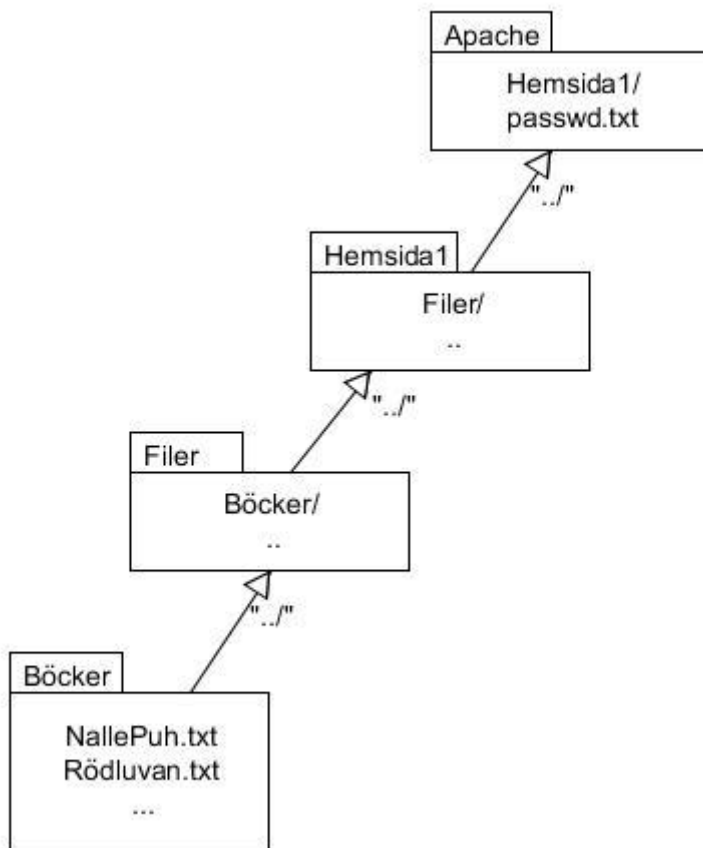 Apache
Hemsida1/
passwd.txt
"../"
Hemsida1
Filer/
..
"../"
Filer
Böcker/
..
"../"
Böcker
NallePuh.txt
Rödluvan.txt
...